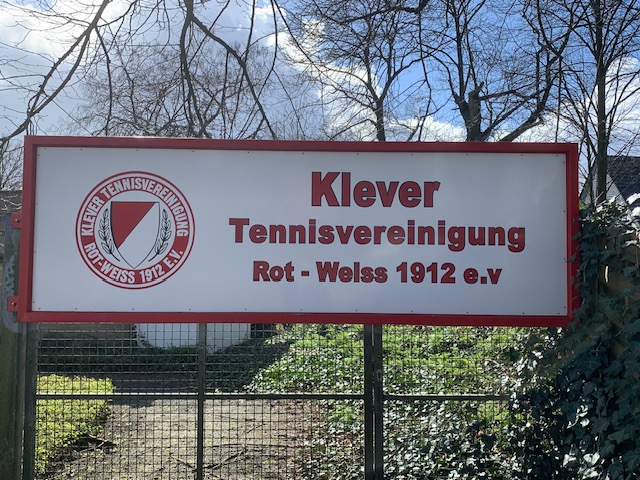 KLEVER TENNISVEREINIGUNG
ROT-WEISS 1912 E.V.
Klever
Tennisvereinigung
Rot - Weiss 1912 e.v